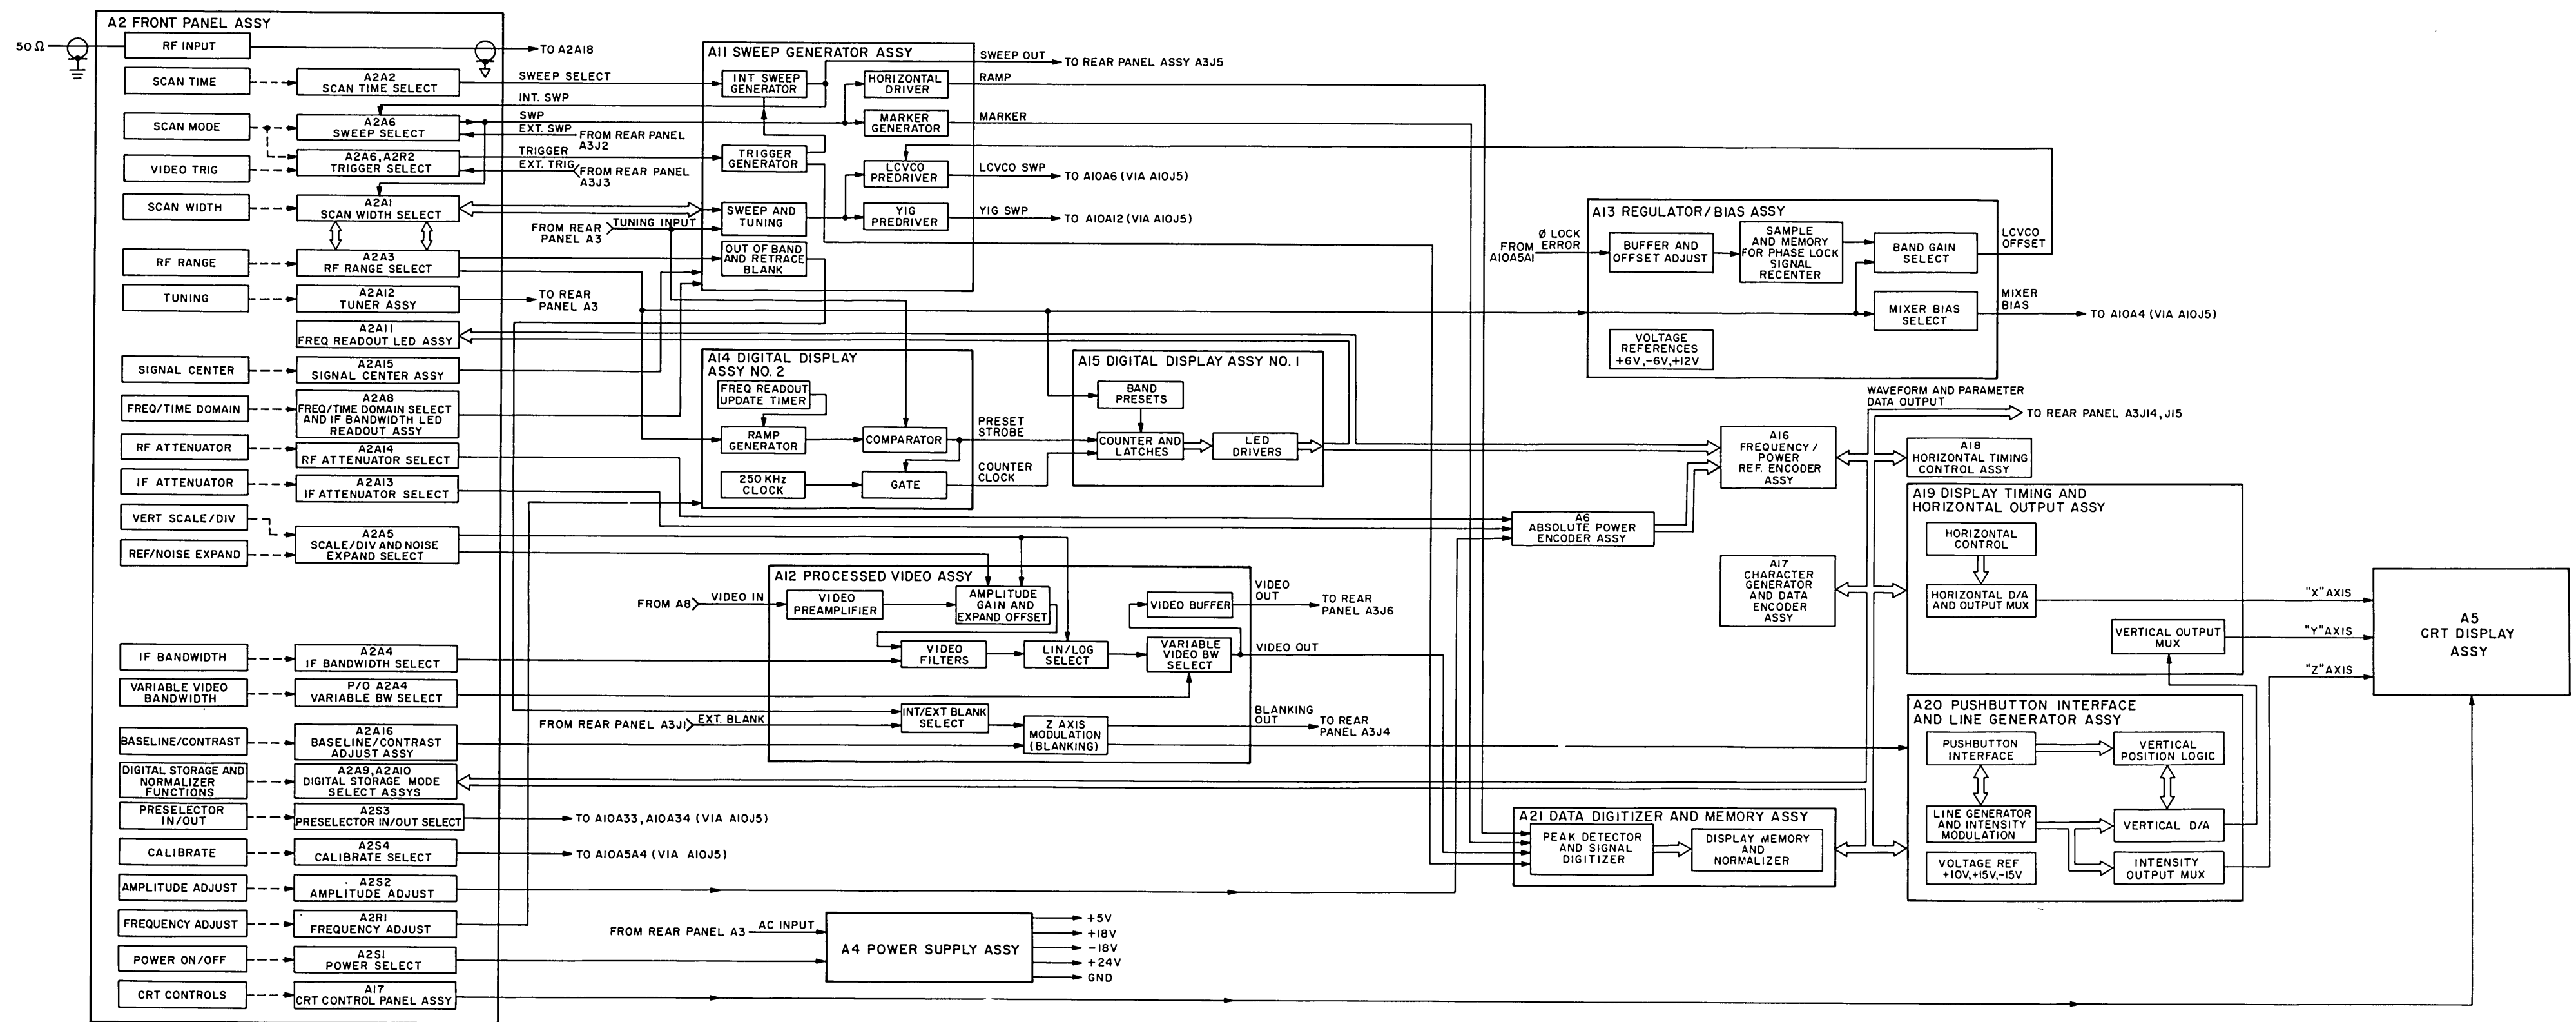 A2 FRONT PANEL ASSY
50Ω
RF INPUT
TO A2A18
SCAN TIME
A2A2
SCAN TIME SELECT
SWEEP SELECT
INT. SWP
SCAN MODE
A2A6
SWEEP SELECT
SWP
EXT. SWP
FROM REAR PANEL
A3J2
VIDEO TRIG
A2A6, A2R2
TRIGGER SELECT
TRIGGER
EXT. TRIG
FROM REAR PANEL
A3J3
SCAN WIDTH
A2A1
SCAN WIDTH SELECT
TUNING INPUT
FROM REAR
PANEL A3
RF RANGE
A2A3
RF RANGE SELECT
TUNING
A2A12
TUNER ASSY
TO REAR
PANEL A3
A2A11
FREQ READOUT LED ASSY
SIGNAL CENTER
A2A15
SIGNAL CENTER ASSY
FREQ/TIME DOMAIN
A2A8
FREQ/TIME DOMAIN SELECT
AND IF BANDWIDTH LED
READOUT ASSY
RF ATTENUATOR
A2A14
RF ATTENUATOR SELECT
IF ATTENUATOR
A2A13
IF ATTENUATOR SELECT
VERT SCALE/DIV
REF/NOISE EXPAND
A2A5
SCALE/DIV AND NOISE
EXPAND SELECT
IF BANDWIDTH
A2A4
IF BANDWIDTH SELECT
VARIABLE VIDEO
BANDWIDTH
P/O A2A4
VARIABLE BW SELECT
BASELINE/CONTRAST
A2A16
BASELINE/CONTRAST
ADJUST ASSY
DIGITAL STORAGE AND
NORMALIZER
FUNCTIONS
A2A9, A2A10
DIGITAL STORAGE MODE
SELECT ASSYS
PRESELECTOR
IN/OUT
A2S3
PRESELECTOR IN/OUT SELECT
TO A10A33, A10A34 (VIA A10J5)
CALIBRATE
A2S4
CALIBRATE SELECT
TO A10A5A4 (VIA A10J5)
AMPLITUDE ADJUST
A2S2
AMPLITUDE ADJUST
FREQUENCY ADJUST
A2R1
FREQUENCY ADJUST
POWER ON/OFF
A2S1
POWER SELECT
CRT CONTROLS
A17
CRT CONTROL PANEL ASSY
A11 SWEEP GENERATOR ASSY
INT SWEEP
GENERATOR
HORIZONTAL
DRIVER
MARKER
GENERATOR
TRIGGER
GENERATOR
LCVCO
PREDRIVER
SWEEP AND
TUNING
YIG
PREDRIVER
OUT OF BAND
AND RETRACE
BLANK
SWEEP OUT
TO REAR PANEL ASSY A3J5
RAMP
MARKER
LCVCO SWP
TO A10A6 (VIA A10J5)
YIG SWP
TO A10A12 (VIA A10J5)
A14 DIGITAL DISPLAY
ASSY NO. 2
FREQ READOUT
UPDATE TIMER
RAMP
GENERATOR
COMPARATOR
250 KHz
CLOCK
GATE
PRESET
STROBE
COUNTER
CLOCK
A15 DIGITAL DISPLAY ASSY NO. 1
BAND
PRESETS
COUNTER AND
LATCHES
LED
DRIVERS
A12 PROCESSED VIDEO ASSY
FROM A8
VIDEO IN
VIDEO
PREAMPLIFIER
AMPLITUDE
GAIN AND
EXPAND OFFSET
VIDEO BUFFER
VIDEO
OUT
TO REAR
PANEL A3J6
VIDEO
FILTERS
LIN/LOG
SELECT
VARIABLE
VIDEO BW
SELECT
VIDEO OUT
FROM REAR PANEL A3J1
EXT. BLANK
INT/EXT BLANK
SELECT
Z AXIS
MODULATION
(BLANKING)
BLANKING
OUT
TO REAR
PANEL A3J4
FROM REAR PANEL A3
AC INPUT
A4 POWER SUPPLY ASSY
+5V
+18V
-18V
+24V
GND
A13 REGULATOR/BIAS ASSY
Ø LOCK
ERROR
FROM
A10A5A1
BUFFER AND
OFFSET ADJUST
SAMPLE
AND MEMORY
FOR PHASE LOCK
SIGNAL
RECENTER
BAND GAIN
SELECT
LCVCO
OFFSET
MIXER BIAS
SELECT
MIXER
BIAS
TO A10A4 (VIA A10J5)
VOLTAGE
REFERENCES
+6V,-6V,+12V
WAVEFORM AND PARAMETER
DATA OUTPUT
TO REAR PANEL A3J14, J15
A16
FREQUENCY /
POWER
REF. ENCODER
ASSY
A18
HORIZONTAL TIMING
CONTROL ASSY
A6
ABSOLUTE POWER
ENCODER ASSY
A17
CHARACTER
GENERATOR
AND DATA
ENCODER
ASSY
A19 DISPLAY TIMING AND
HORIZONTAL OUTPUT ASSY
HORIZONTAL
CONTROL
HORIZONTAL D/A
AND OUTPUT MUX
VERTICAL OUTPUT
MUX
"X" AXIS
"Y" AXIS
"Z" AXIS
A5
CRT DISPLAY
ASSY
A20 PUSHBUTTON INTERFACE
AND LINE GENERATOR ASSY
PUSHBUTTON
INTERFACE
VERTICAL
POSITION LOGIC
LINE GENERATOR
AND INTENSITY
MODULATION
VERTICAL D/A
VOLTAGE REF
+10V,+15V,-15V
INTENSITY
OUTPUT MUX
A21 DATA DIGITIZER AND MEMORY ASSY
PEAK DETECTOR
AND SIGNAL
DIGITIZER
DISPLAY MEMORY
AND
NORMALIZER